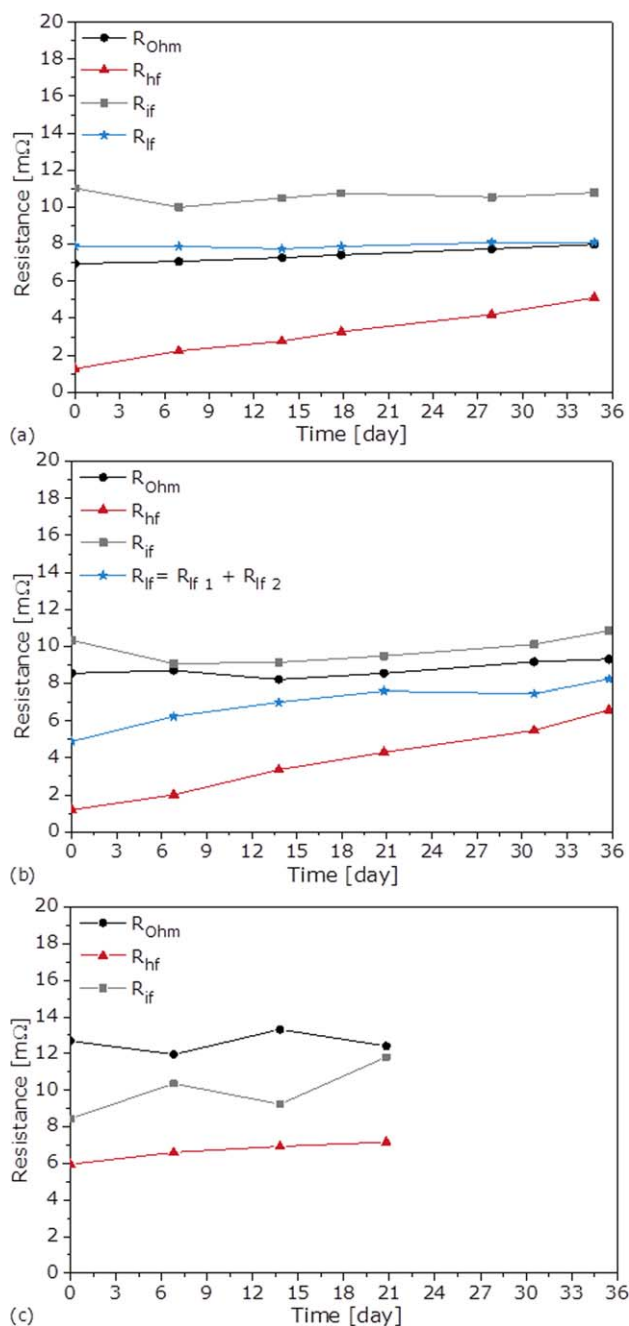 20
18
16
14
12
10
8
6
4
2
0
Resistance [mΩ]
R_Ohm
R_hf
R_if
R_lf
0 3 6 9 12 15 18 21 24 27 30 33 36
(a) Time [day]
20
18
16
14
12
10
8
6
4
2
0
Resistance [mΩ]
R_Ohm
R_hf
R_if
R_lf = R_lf 1 + R_lf 2
0 3 6 9 12 15 18 21 24 27 30 33 36
(b) Time [day]
20
18
16
14
12
10
8
6
4
2
0
Resistance [mΩ]
R_Ohm
R_hf
R_if
0 3 6 9 12 15 18 21 24 27 30 33 36
(c) Time [day]